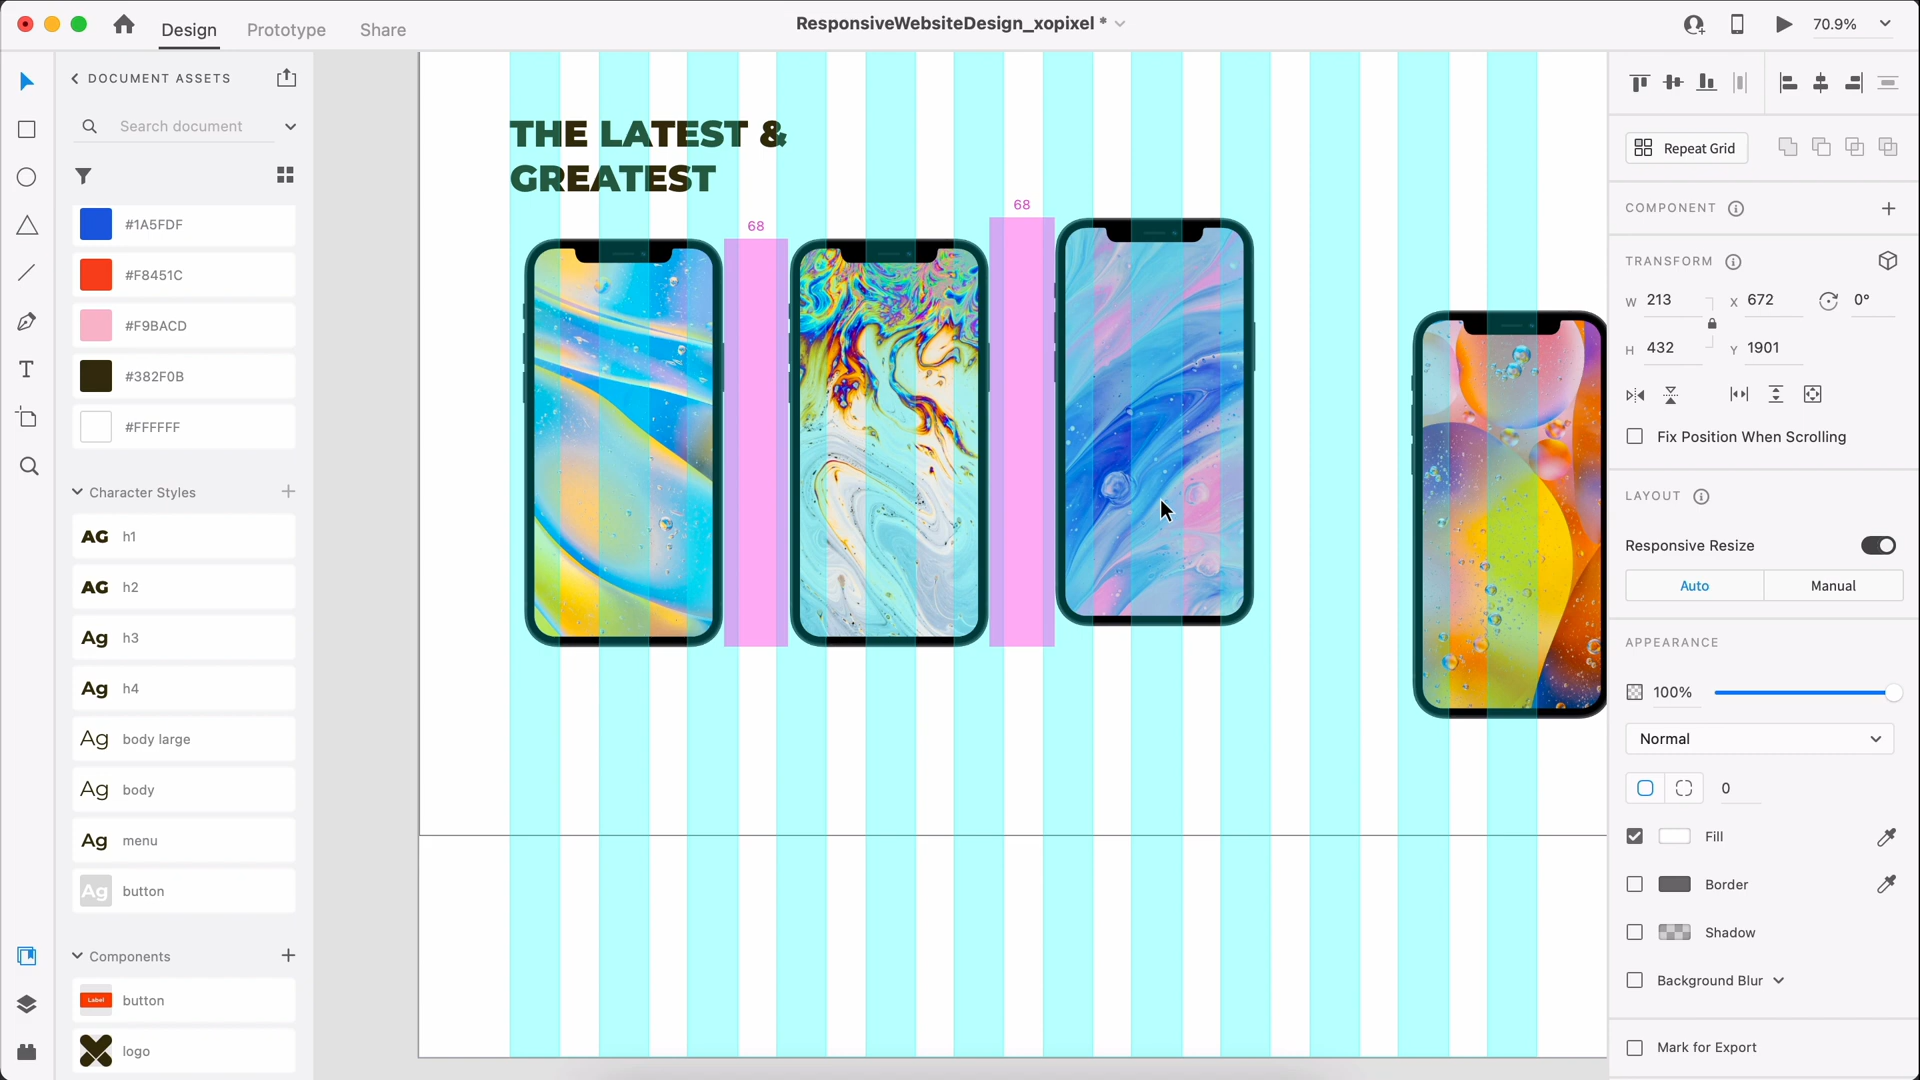 Design
Prototype
Share
ResponsiveWebsiteDesign_xopixel *
70.9%
DOCUMENT ASSETS
Search document
#1A5FDF
#F8451C
#F9BACD
#382F0B
#FFFFFF
Character Styles
AG h1
AG h2
Ag h3
Ag h4
Ag body large
Ag body
Ag menu
Ag button
Components
Label button
logo
THE LATEST &
GREATEST
68
68
Repeat Grid
COMPONENT
TRANSFORM
W 213 X 672 0°
H 432 Y 1901
Fix Position When Scrolling
LAYOUT
Responsive Resize
Auto Manual
APPEARANCE
100%
Normal
0
Fill
Border
Shadow
Background Blur
Mark for Export